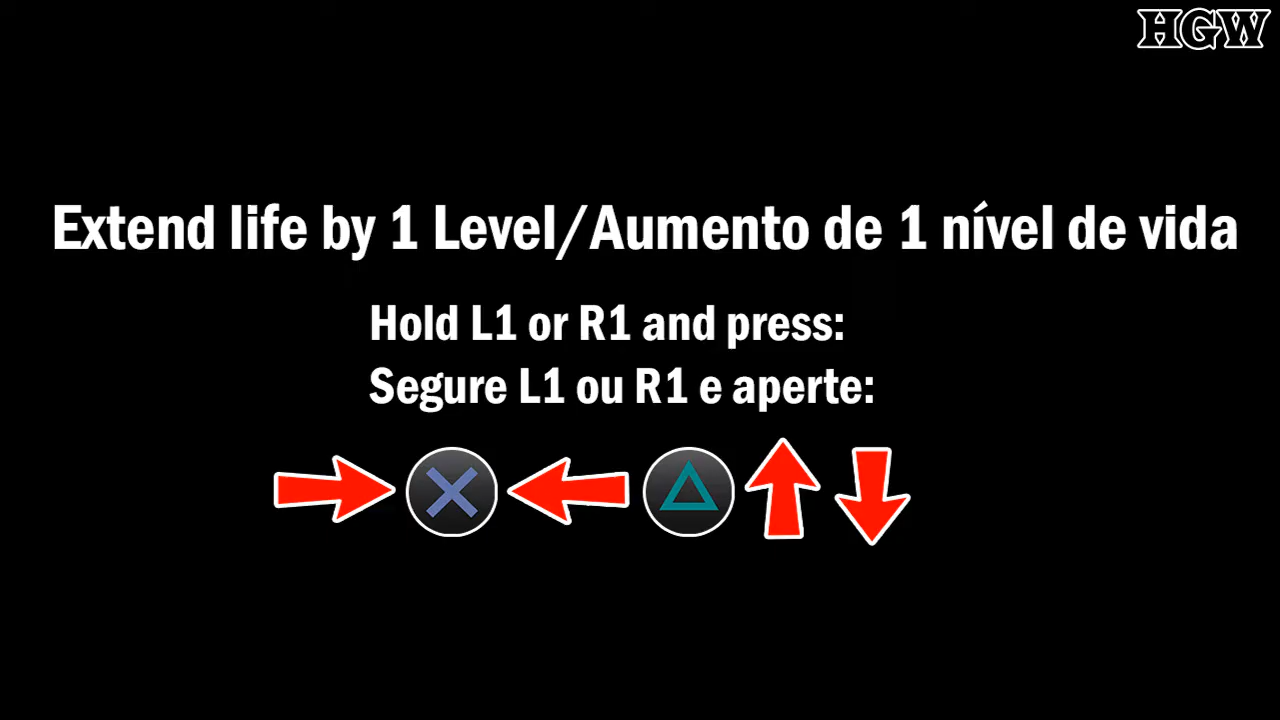 HGW
Extend life by 1 Level/Aumento de 1 nível de vida
Hold L1 or R1 and press:
Segure L1 ou R1 e aperte: